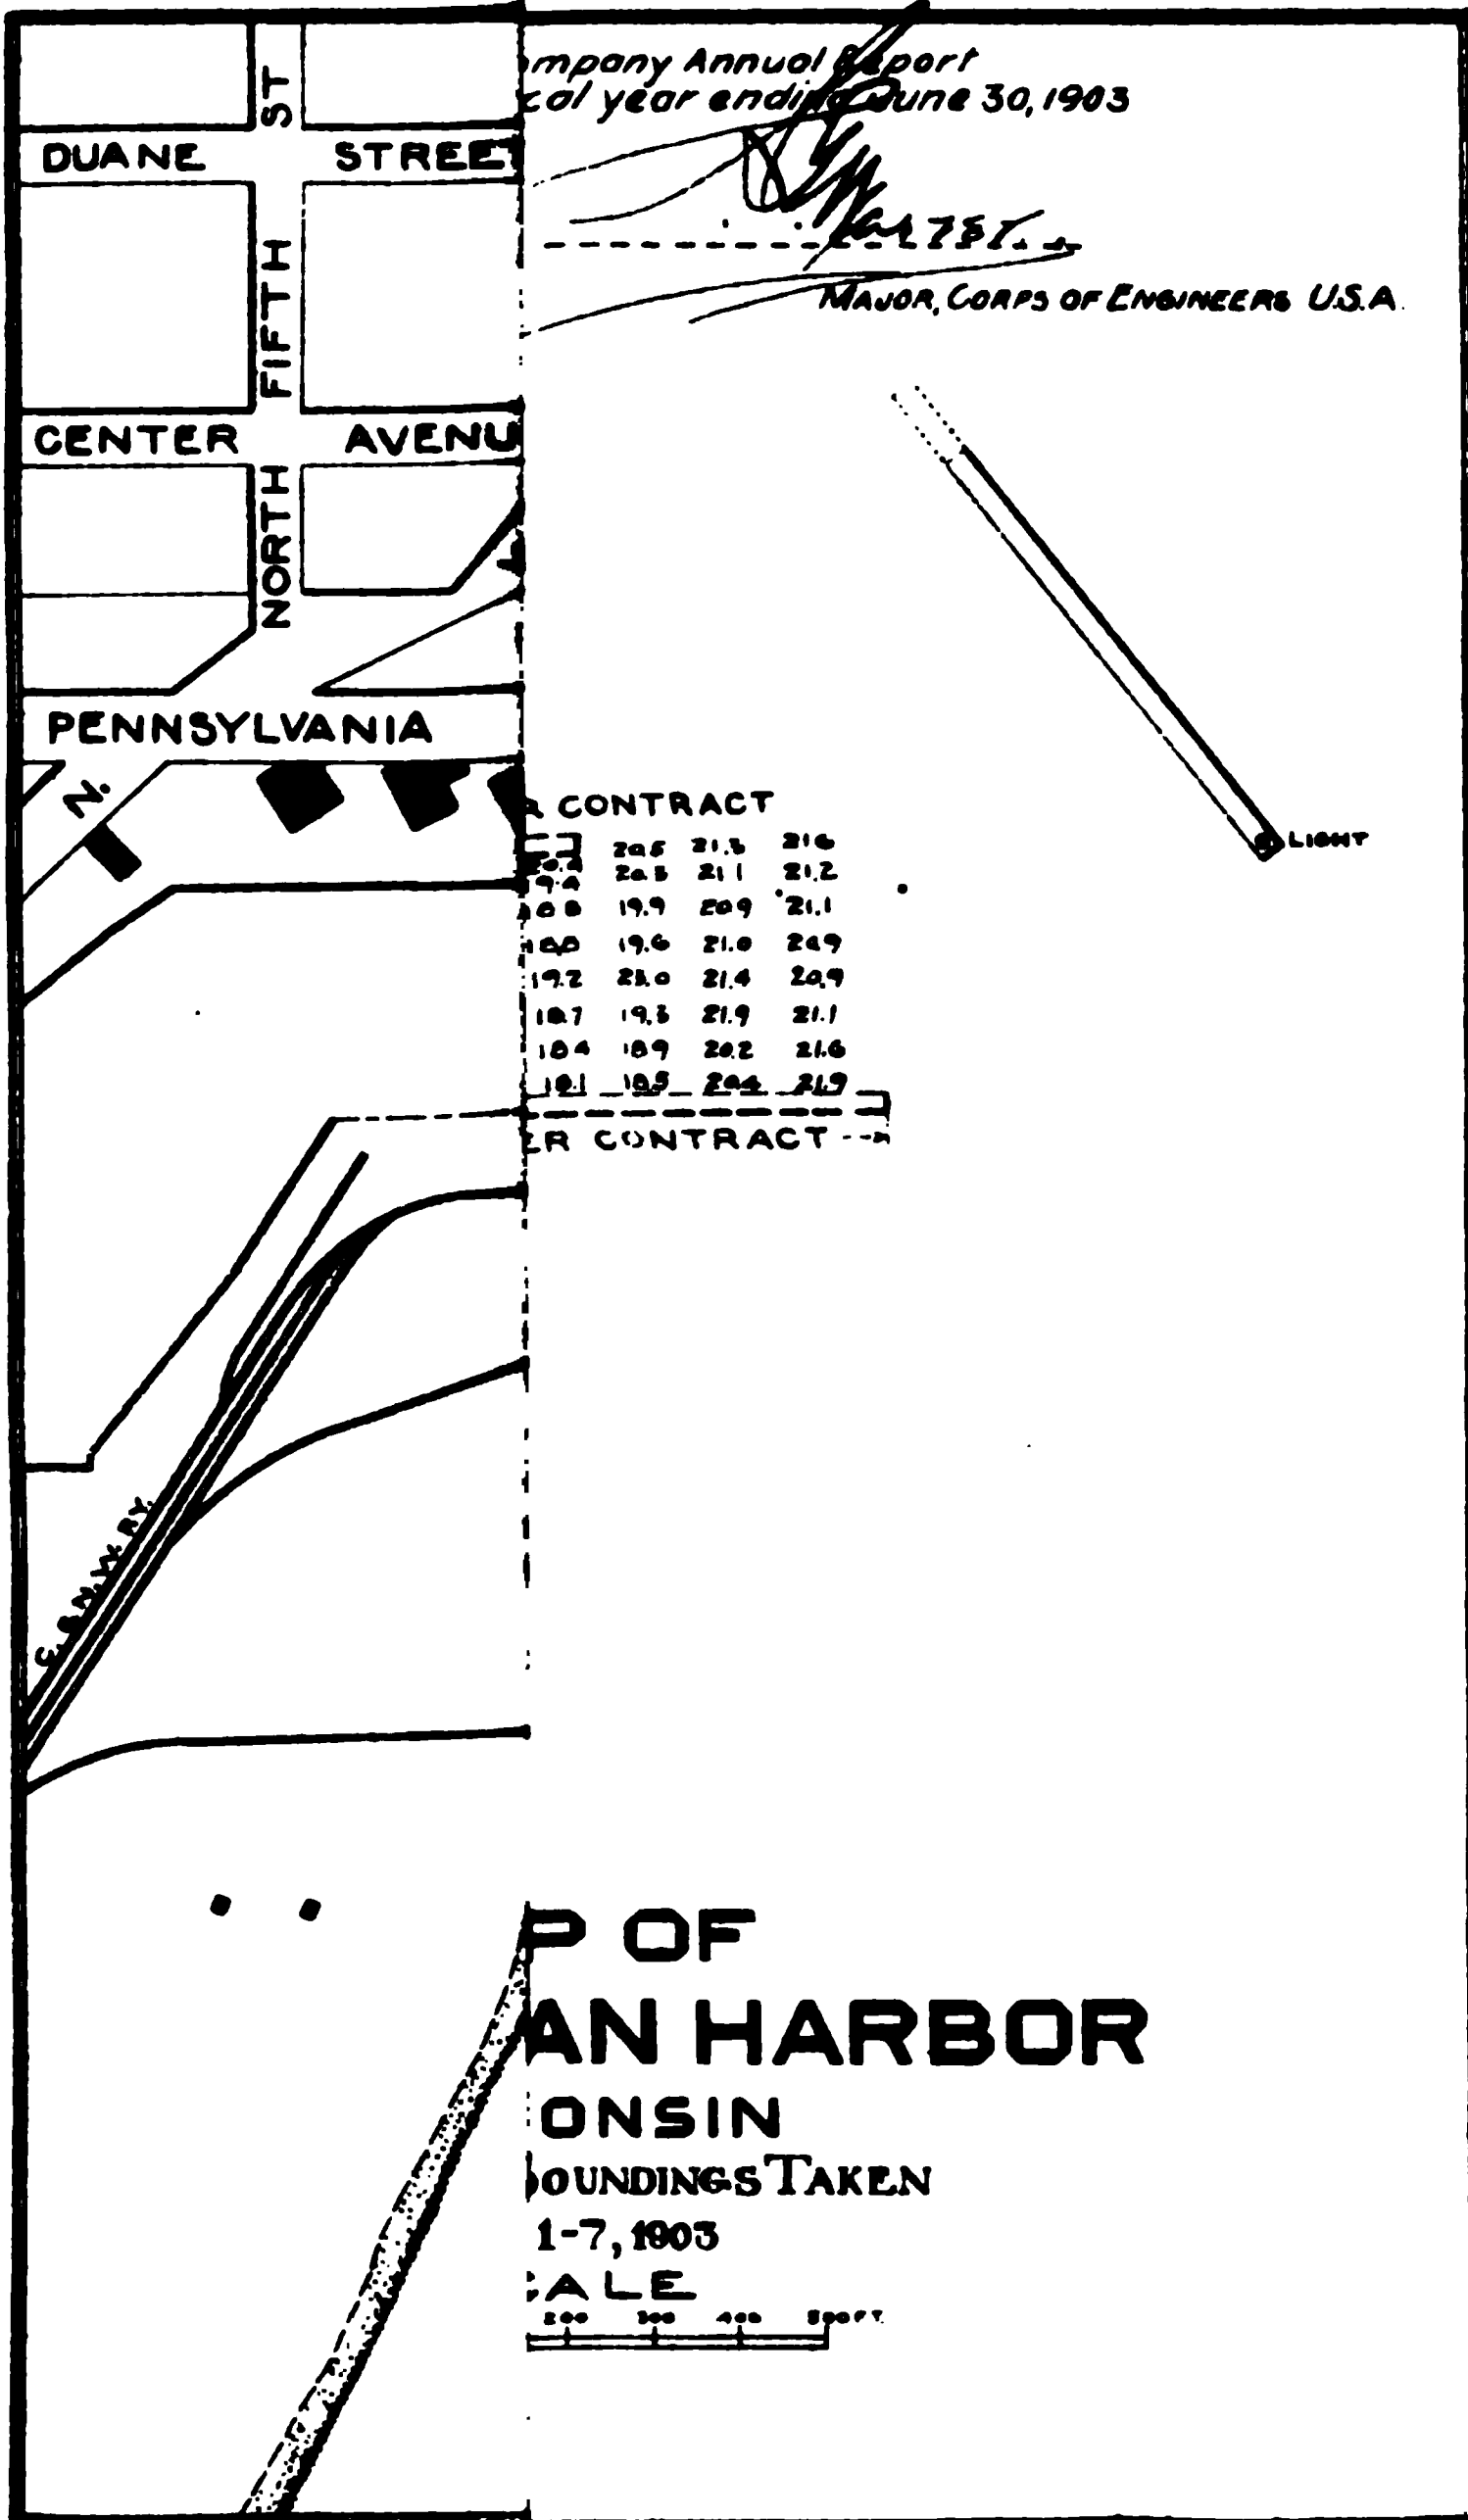 mpany Annual Report
cal year ending June 30, 1903
MAJOR, CORPS OF ENGINEERS U.S.A.
DUANE STREET
NORTH FIFTH ST
CENTER AVENU
PENNSYLVANIA
N.
CONTRACT
20.5 21.3 21.6
9.4 20.3 21.1 21.2
19.9 20.9 21.1
19.6 21.0 20.9
19.2 21.4 20.9
18.7 19.3 21.9 21.1
18.4 18.9 20.2 21.6
18.1 18.5 20.4 21.9
ER CONTRACT
LIGHT
P OF
AN HARBOR
ONSIN
OUNDINGS TAKEN
1-7, 1903
ALE
200 300 400 500 FT.